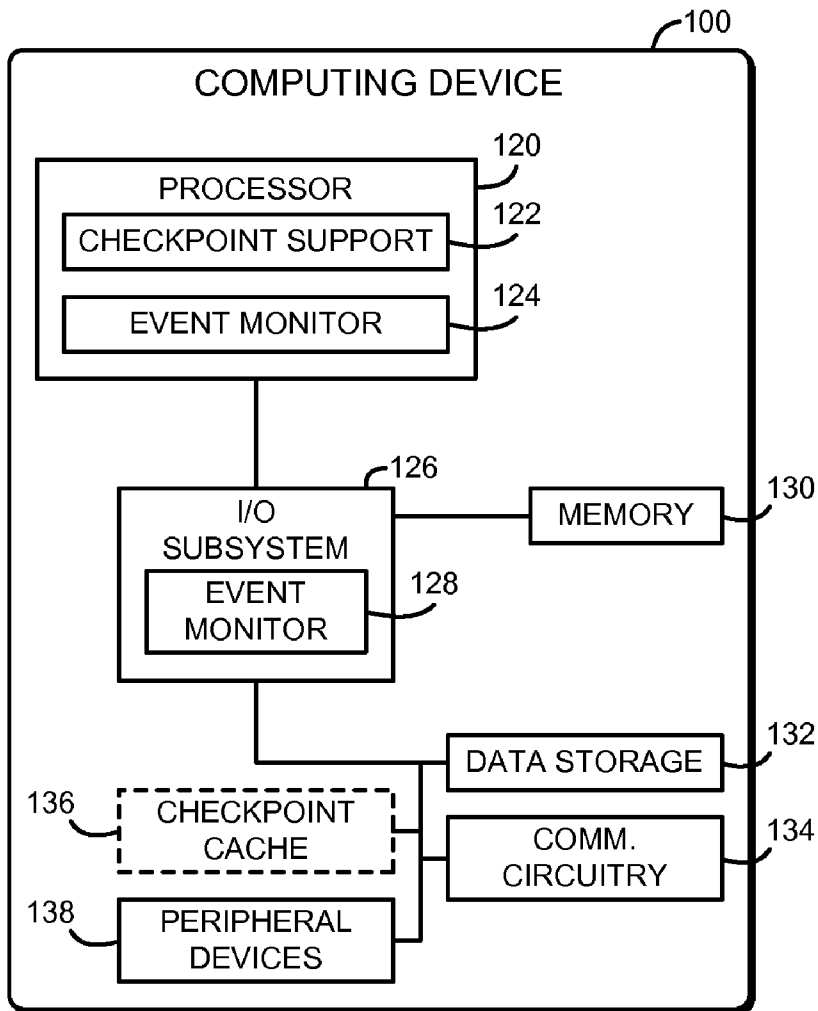 100
COMPUTING DEVICE
120
PROCESSOR
122
CHECKPOINT SUPPORT
124
EVENT MONITOR
126
I/O
SUBSYSTEM
130
MEMORY
128
EVENT
MONITOR
132
DATA STORAGE
136
CHECKPOINT
CACHE
134
COMM.
CIRCUITRY
138
PERIPHERAL
DEVICES